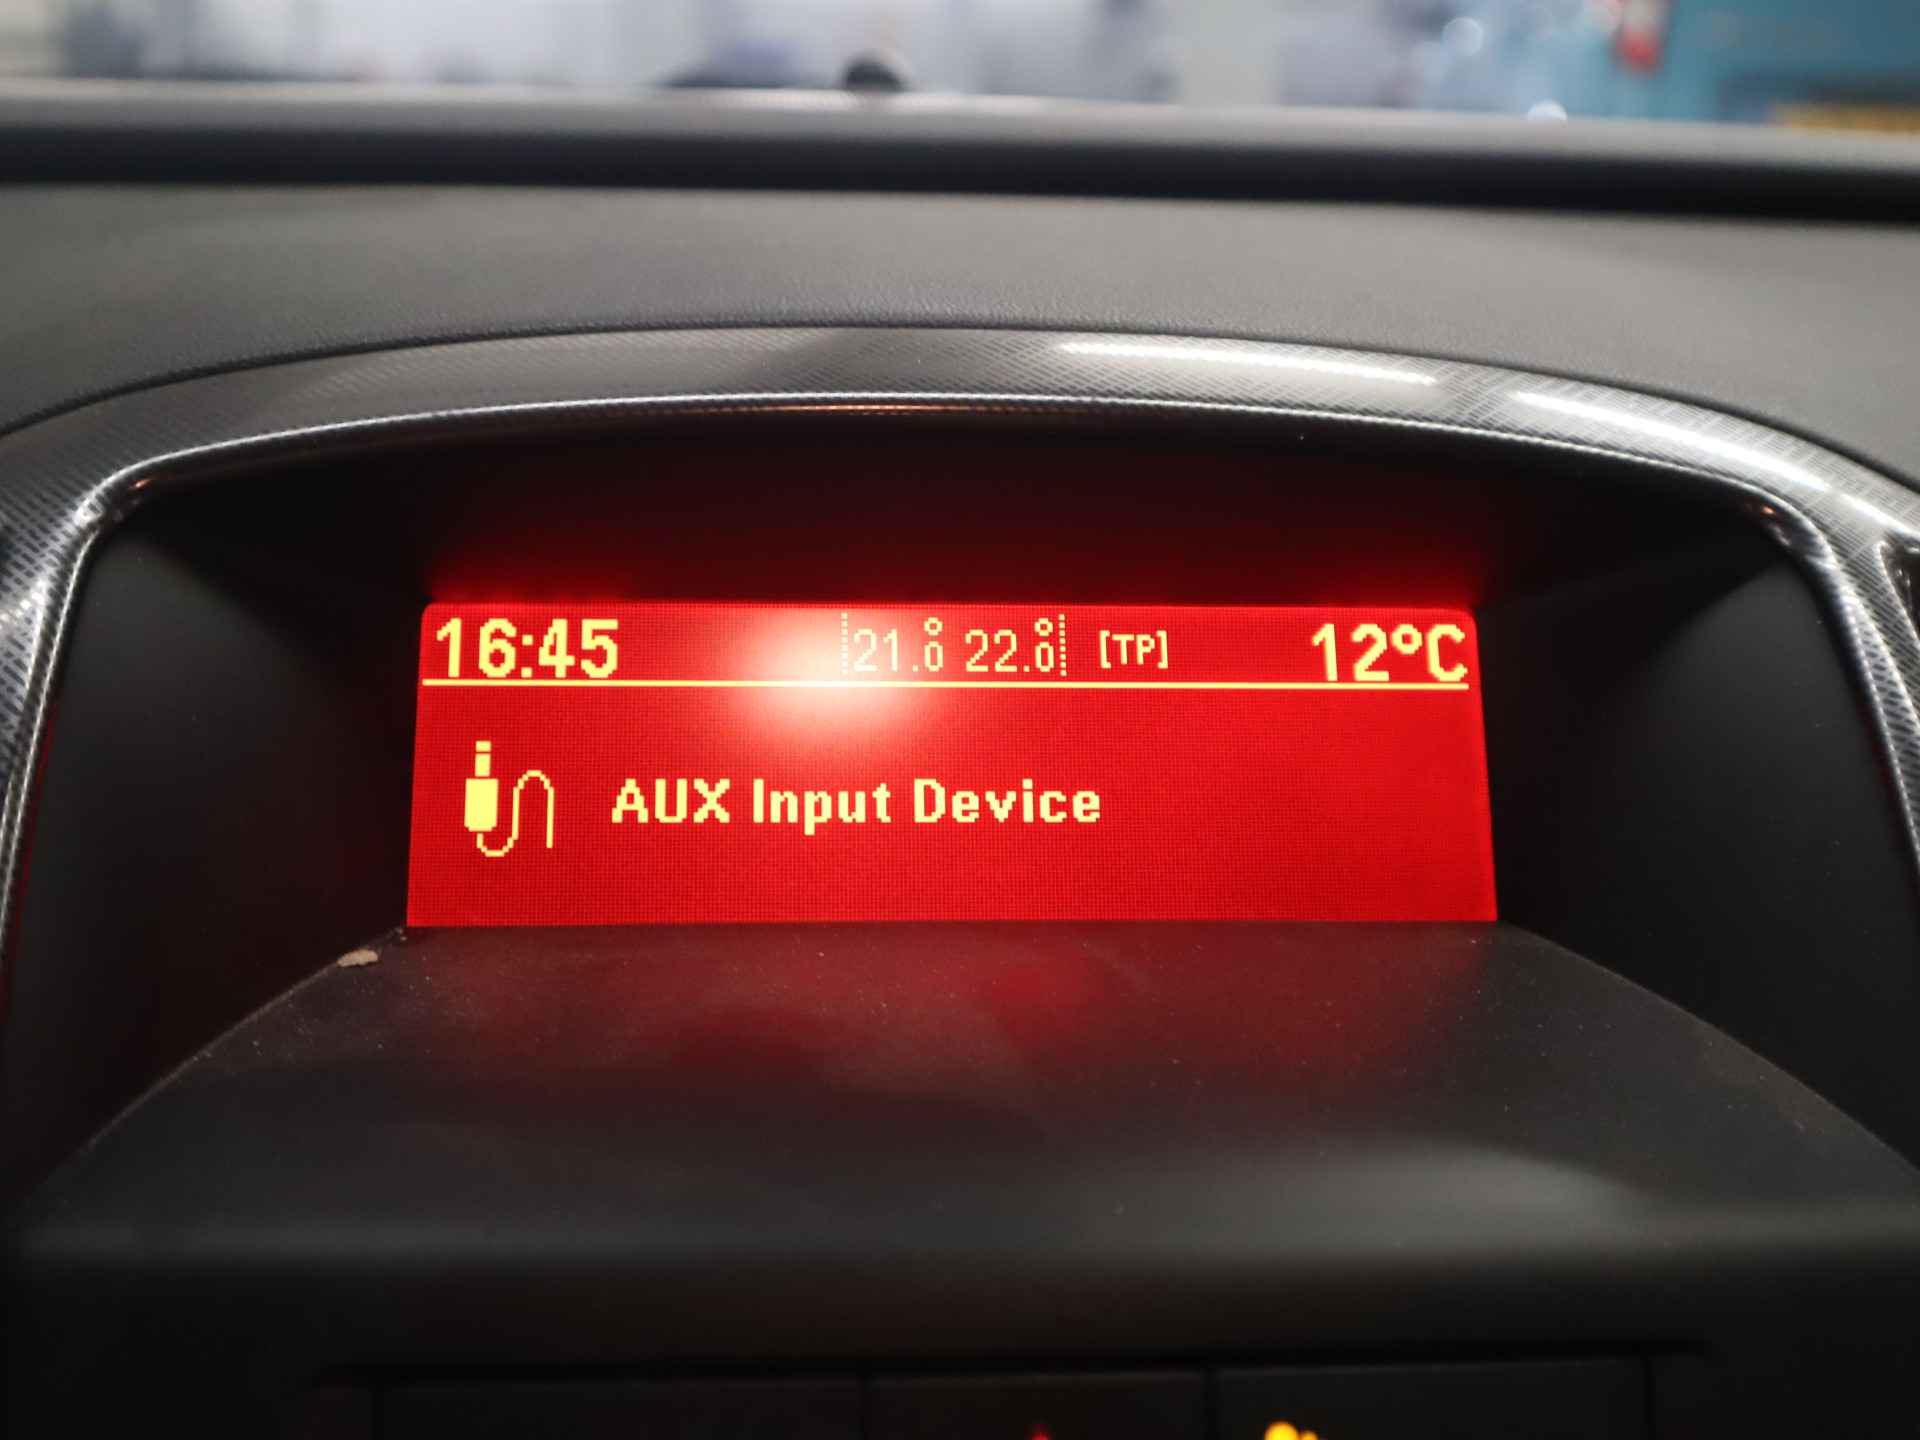 16:45 21.0° 22.0° [TP] 12°C
AUX Input Device